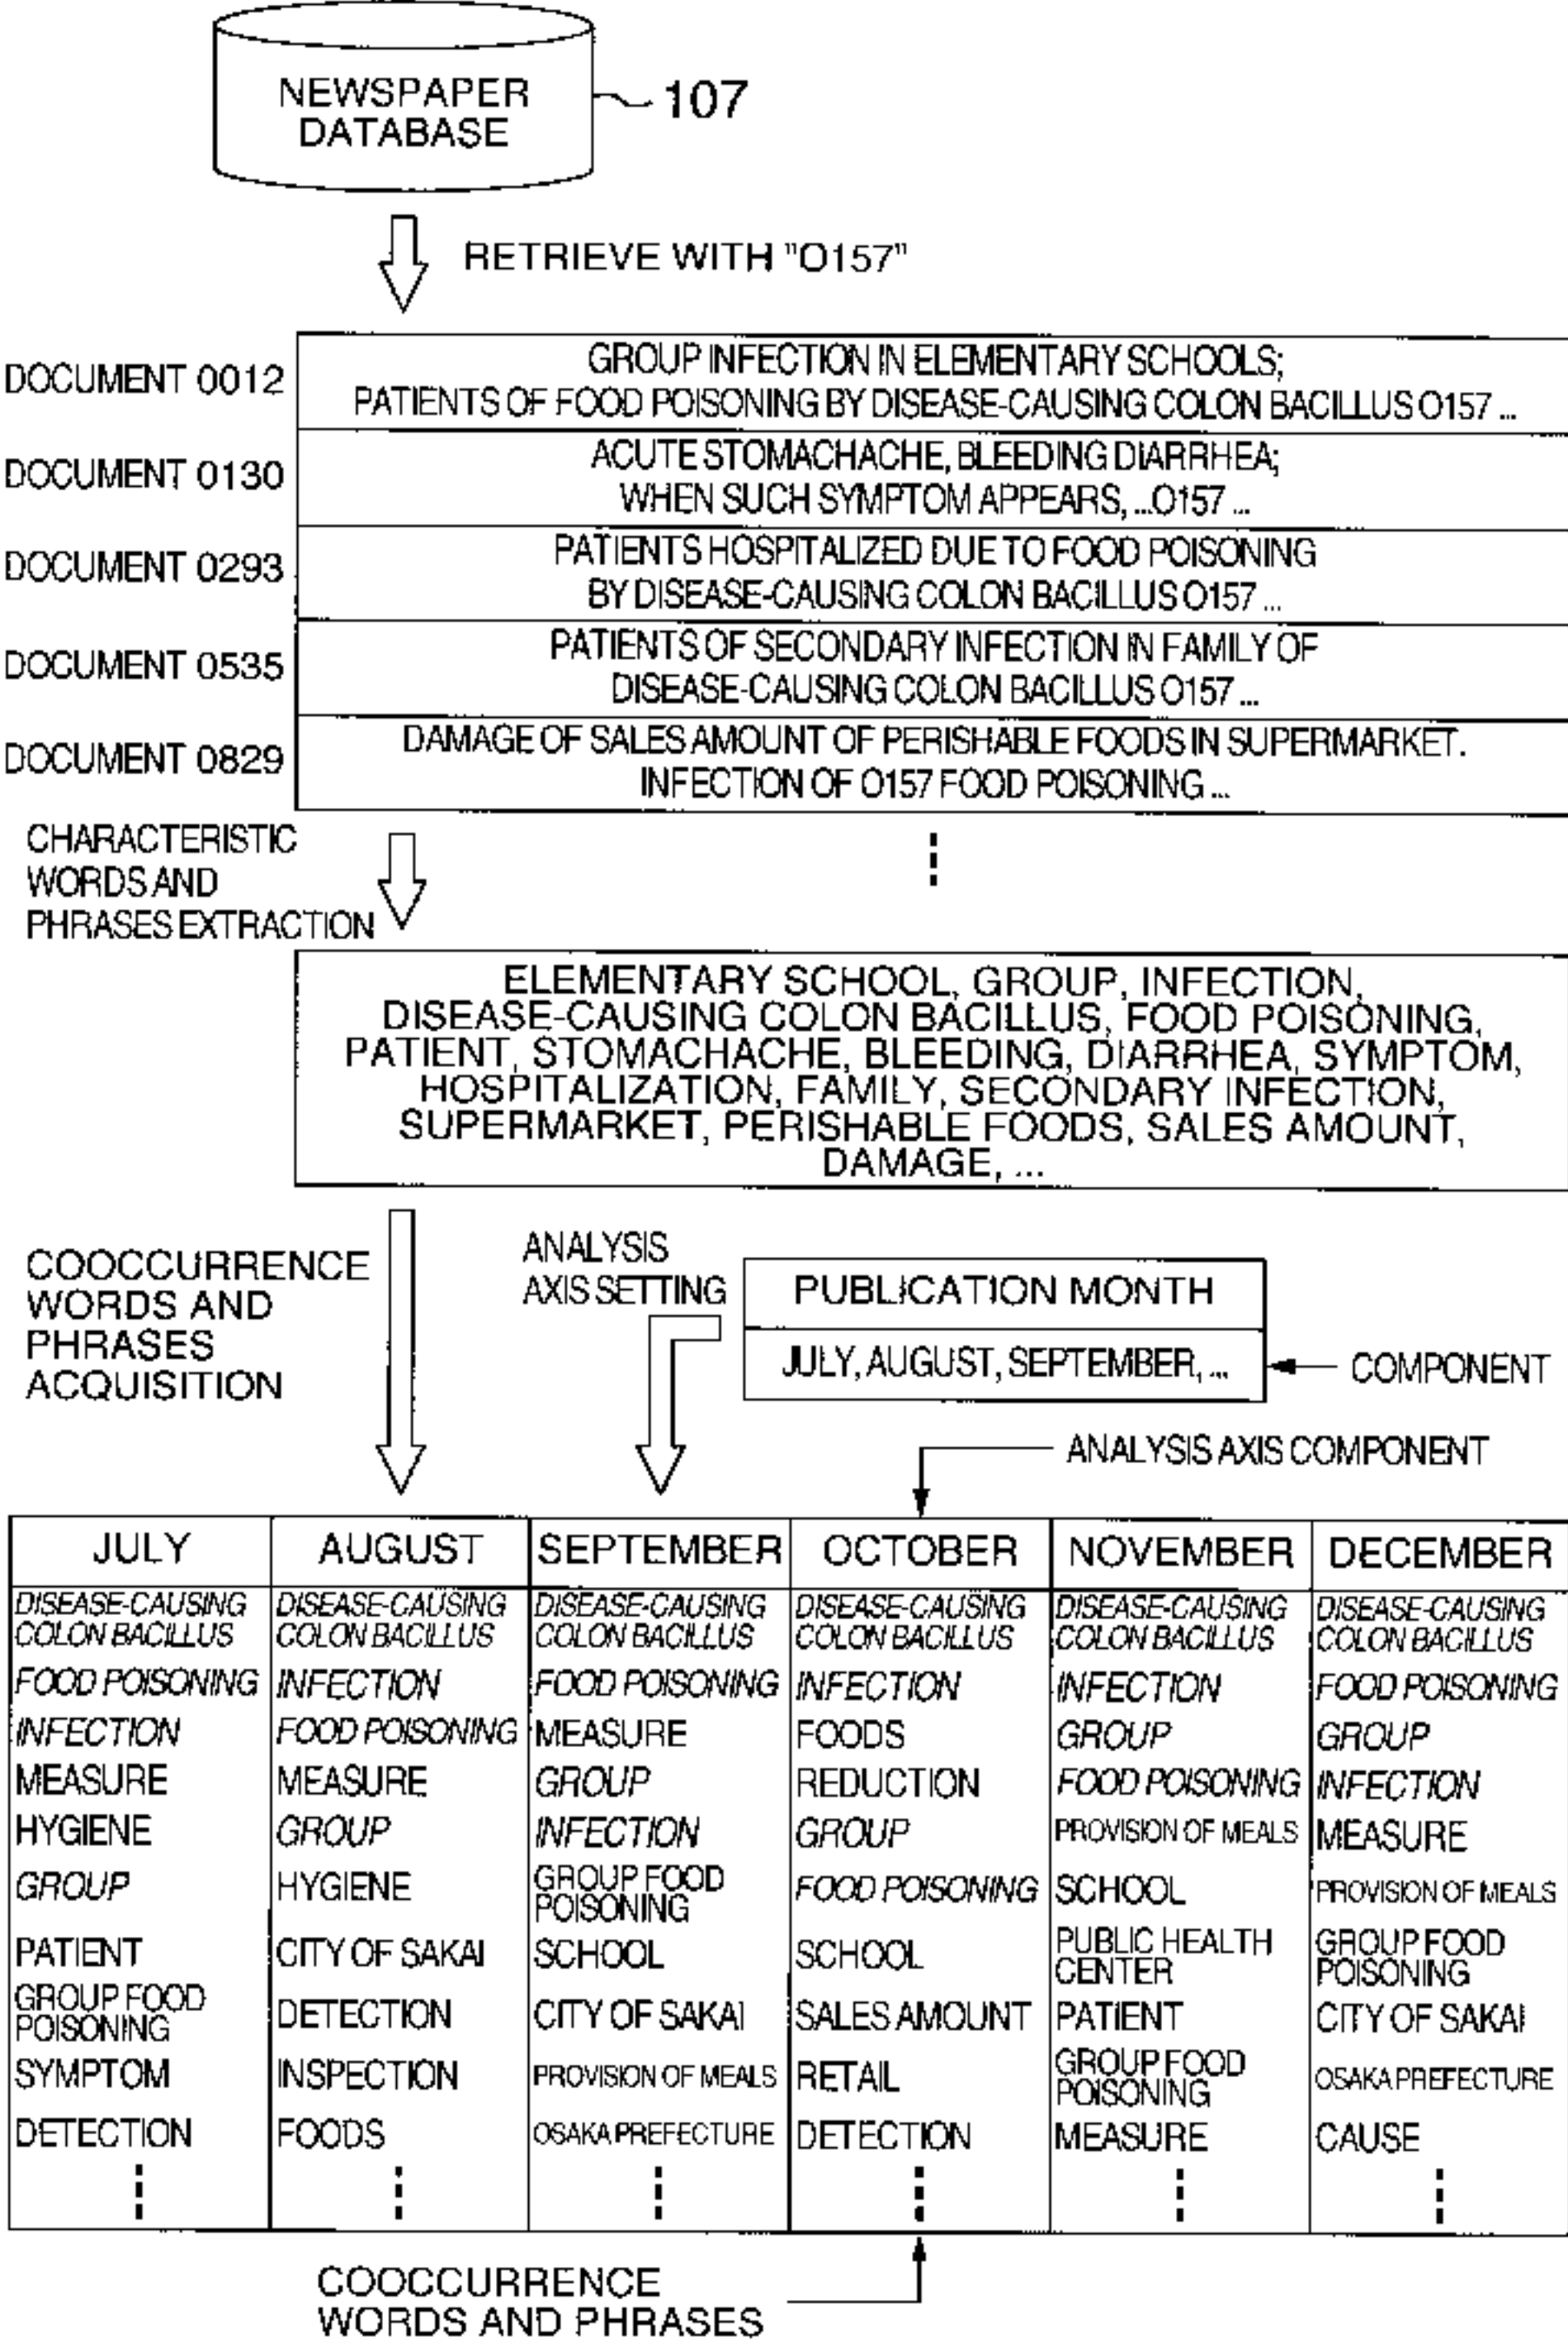 NEWSPAPER
DATABASE
107
RETRIEVE WITH "O157"
DOCUMENT 0012
GROUP INFECTION IN ELEMENTARY SCHOOLS;
PATIENTS OF FOOD POISONING BY DISEASE-CAUSING COLON BACILLUS O157 ...
DOCUMENT 0130
ACUTE STOMACHACHE, BLEEDING DIARRHEA;
WHEN SUCH SYMPTOM APPEARS, ...O157 ...
DOCUMENT 0293
PATIENTS HOSPITALIZED DUE TO FOOD POISONING
BY DISEASE-CAUSING COLON BACILLUS O157 ...
DOCUMENT 0535
PATIENTS OF SECONDARY INFECTION IN FAMILY OF
DISEASE-CAUSING COLON BACILLUS O157 ...
DOCUMENT 0829
DAMAGE OF SALES AMOUNT OF PERISHABLE FOODS IN SUPERMARKET.
INFECTION OF O157 FOOD POISONING ...
CHARACTERISTIC
WORDS AND
PHRASES EXTRACTION
ELEMENTARY SCHOOL, GROUP, INFECTION,
DISEASE-CAUSING COLON BACILLUS, FOOD POISONING,
PATIENT, STOMACHACHE, BLEEDING, DIARRHEA, SYMPTOM,
HOSPITALIZATION, FAMILY, SECONDARY INFECTION,
SUPERMARKET, PERISHABLE FOODS, SALES AMOUNT,
DAMAGE, ...
COOCCURRENCE
WORDS AND
PHRASES
ACQUISITION
ANALYSIS
AXIS SETTING
PUBLICATION MONTH
JULY, AUGUST, SEPTEMBER, ...
COMPONENT
ANALYSIS AXIS COMPONENT
JULY
DISEASE-CAUSING
COLON BACILLUS
FOOD POISONING
INFECTION
MEASURE
HYGIENE
GROUP
PATIENT
GROUP FOOD
POISONING
SYMPTOM
DETECTION
AUGUST
DISEASE-CAUSING
COLON BACILLUS
INFECTION
FOOD POISONING
MEASURE
GROUP
HYGIENE
CITY OF SAKAI
DETECTION
INSPECTION
FOODS
SEPTEMBER
DISEASE-CAUSING
COLON BACILLUS
FOOD POISONING
MEASURE
GROUP
INFECTION
GROUP FOOD
POISONING
SCHOOL
CITY OF SAKAI
PROVISION OF MEALS
OSAKA PREFECTURE
OCTOBER
DISEASE-CAUSING
COLON BACILLUS
INFECTION
FOODS
REDUCTION
GROUP
FOOD POISONING
SCHOOL
SALES AMOUNT
RETAIL
DETECTION
NOVEMBER
DISEASE-CAUSING
COLON BACILLUS
INFECTION
GROUP
FOOD POISONING
PROVISION OF MEALS
SCHOOL
PUBLIC HEALTH
CENTER
PATIENT
GROUP FOOD
POISONING
MEASURE
DECEMBER
DISEASE-CAUSING
COLON BACILLUS
FOOD POISONING
GROUP
INFECTION
MEASURE
PROVISION OF MEALS
GROUP FOOD
POISONING
CITY OF SAKAI
OSAKA PREFECTURE
CAUSE
COOCCURRENCE
WORDS AND PHRASES